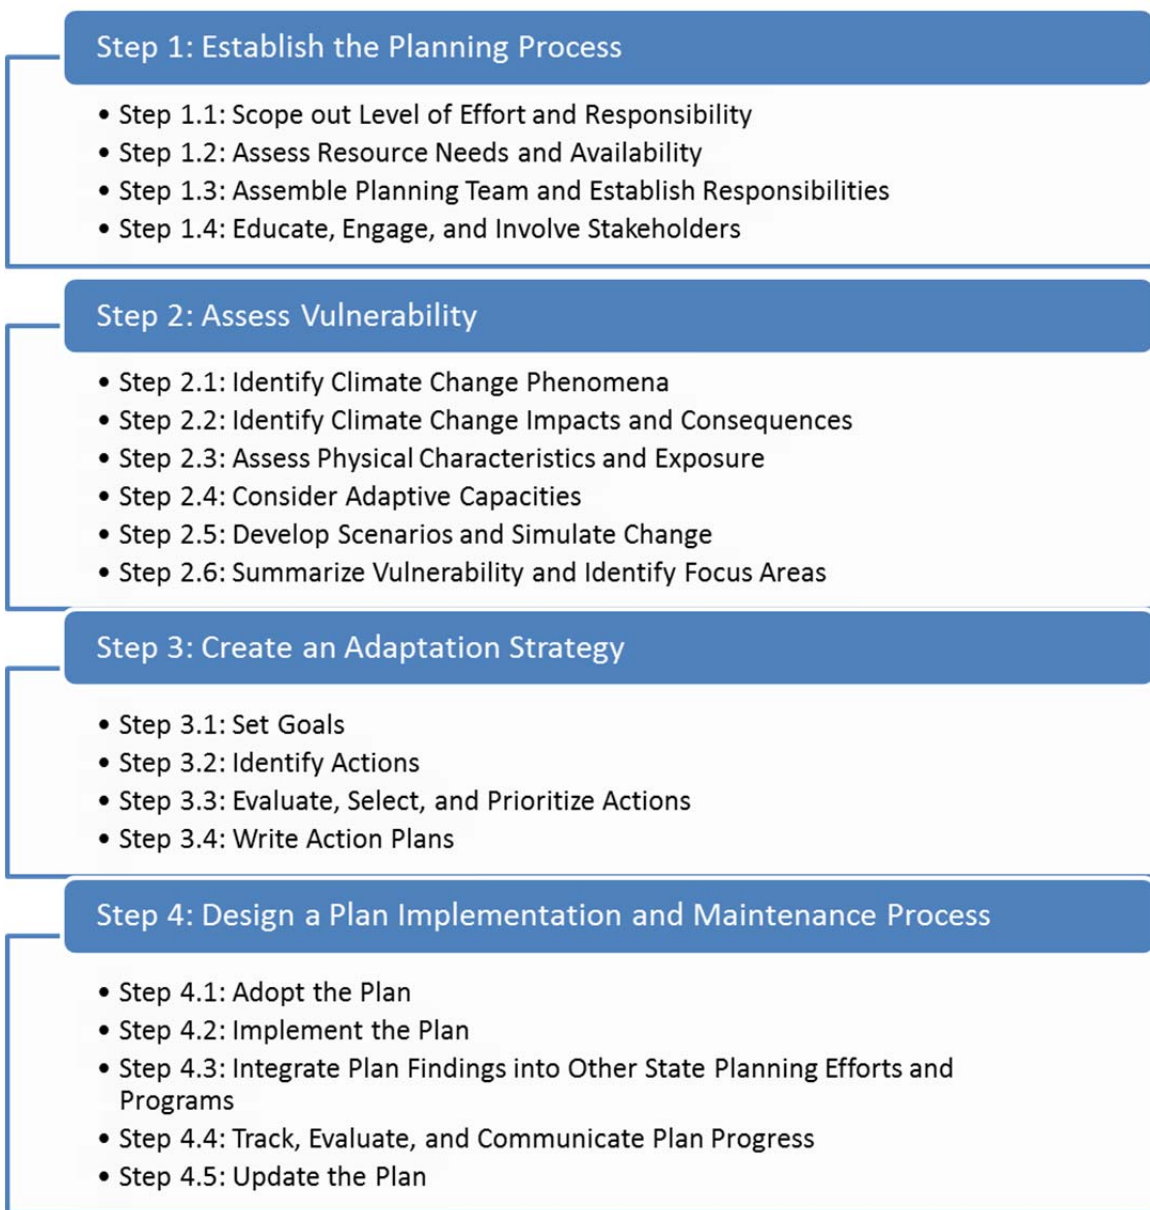 Step 1: Establish the Planning Process
• Step 1.1: Scope out Level of Effort and Responsibility
• Step 1.2: Assess Resource Needs and Availability
• Step 1.3: Assemble Planning Team and Establish Responsibilities
• Step 1.4: Educate, Engage, and Involve Stakeholders
Step 2: Assess Vulnerability
• Step 2.1: Identify Climate Change Phenomena
• Step 2.2: Identify Climate Change Impacts and Consequences
• Step 2.3: Assess Physical Characteristics and Exposure
• Step 2.4: Consider Adaptive Capacities
• Step 2.5: Develop Scenarios and Simulate Change
• Step 2.6: Summarize Vulnerability and Identify Focus Areas
Step 3: Create an Adaptation Strategy
• Step 3.1: Set Goals
• Step 3.2: Identify Actions
• Step 3.3: Evaluate, Select, and Prioritize Actions
• Step 3.4: Write Action Plans
Step 4: Design a Plan Implementation and Maintenance Process
• Step 4.1: Adopt the Plan
• Step 4.2: Implement the Plan
• Step 4.3: Integrate Plan Findings into Other State Planning Efforts and
Programs
• Step 4.4: Track, Evaluate, and Communicate Plan Progress
• Step 4.5: Update the Plan